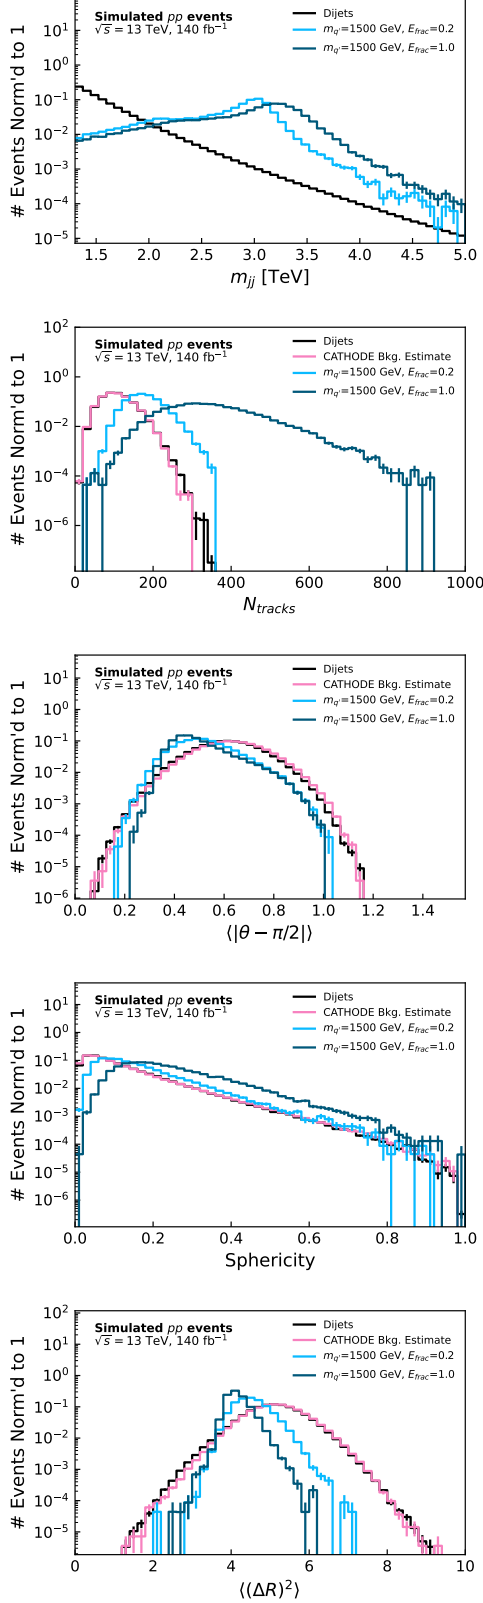 Simulated pp events
√s = 13 TeV, 140 fb⁻¹
Dijets
m_q'=1500 GeV, E_frac=0.2
m_q'=1500 GeV, E_frac=1.0
# Events Norm'd to 1
10⁻¹
10⁻²
10⁻³
10⁻⁴
10⁻⁵
10¹
10⁰
1.5 2.0 2.5 3.0 3.5 4.0 4.5 5.0
m_jj [TeV]
Simulated pp events
√s = 13 TeV, 140 fb⁻¹
Dijets
CATHODE Bkg. Estimate
m_q'=1500 GeV, E_frac=0.2
m_q'=1500 GeV, E_frac=1.0
# Events Norm'd to 1
10²
10⁰
10⁻²
10⁻⁴
10⁻⁶
0 200 400 600 800 1000
N_tracks
Simulated pp events
√s = 13 TeV, 140 fb⁻¹
Dijets
CATHODE Bkg. Estimate
m_q'=1500 GeV, E_frac=0.2
m_q'=1500 GeV, E_frac=1.0
# Events Norm'd to 1
10¹
10⁰
10⁻¹
10⁻²
10⁻³
10⁻⁴
10⁻⁵
10⁻⁶
0.0 0.2 0.4 0.6 0.8 1.0 1.2 1.4
⟨|θ − π/2|⟩
Simulated pp events
√s = 13 TeV, 140 fb⁻¹
Dijets
CATHODE Bkg. Estimate
m_q'=1500 GeV, E_frac=0.2
m_q'=1500 GeV, E_frac=1.0
# Events Norm'd to 1
10¹
10⁰
10⁻¹
10⁻²
10⁻³
10⁻⁴
10⁻⁵
10⁻⁶
0.0 0.2 0.4 0.6 0.8 1.0
Sphericity
Simulated pp events
√s = 13 TeV, 140 fb⁻¹
Dijets
CATHODE Bkg. Estimate
m_q'=1500 GeV, E_frac=0.2
m_q'=1500 GeV, E_frac=1.0
# Events Norm'd to 1
10²
10¹
10⁰
10⁻¹
10⁻²
10⁻³
10⁻⁴
10⁻⁵
0 2 4 6 8 10
⟨(ΔR)²⟩